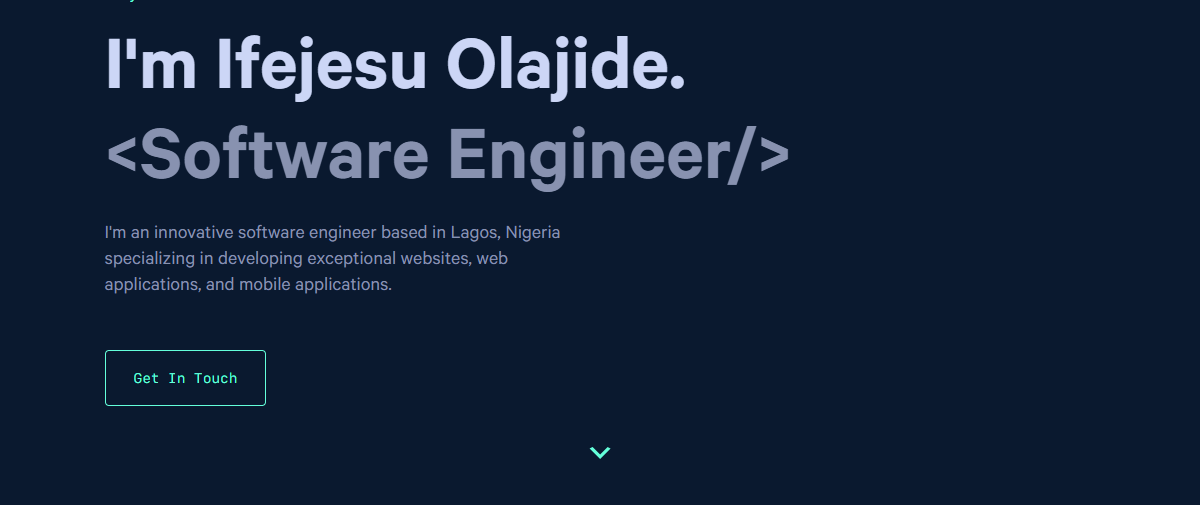 I'm Ifejesu Olajide.
<Software Engineer/>
I'm an innovative software engineer based in Lagos, Nigeria
specializing in developing exceptional websites, web
applications, and mobile applications.
Get In Touch